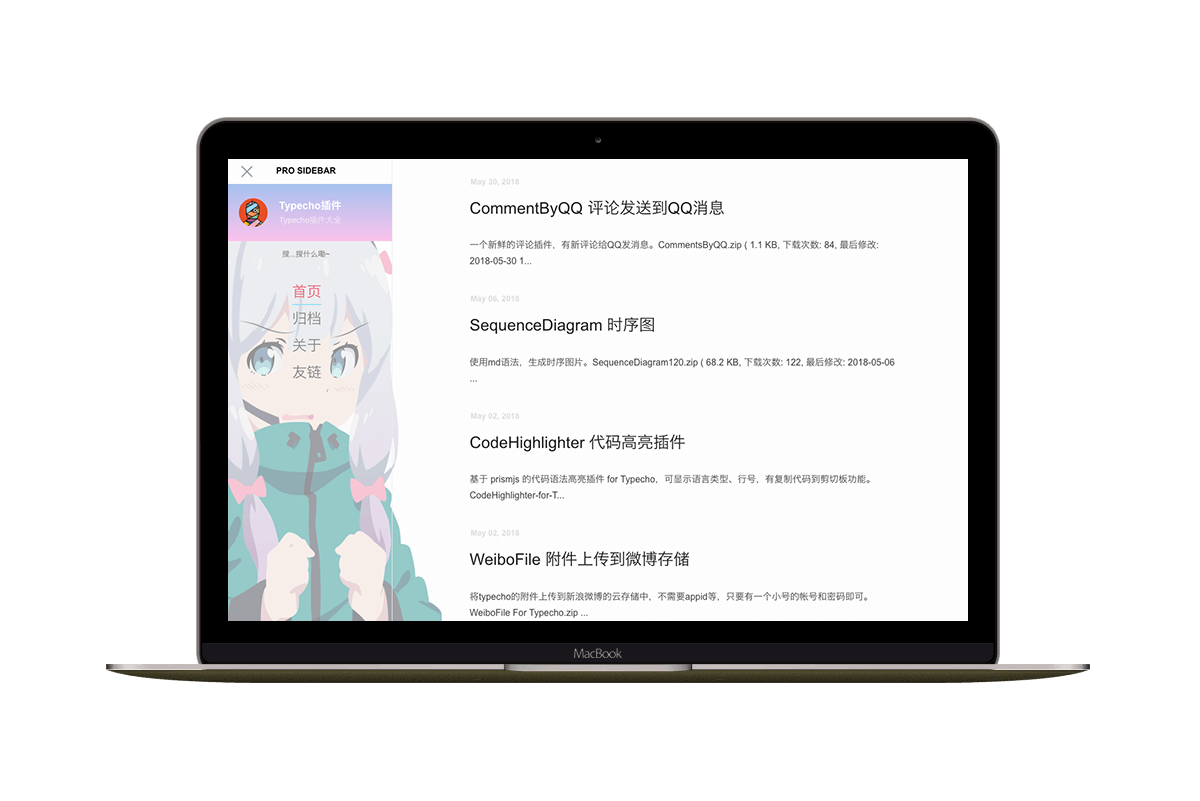 PRO SIDEBAR
Typecho插件
Typecho插件大全
搜...搜什么嘞~
首页
归档
关于
友链
May 30, 2018
CommentByQQ 评论发送到QQ消息
一个新鲜的评论插件，有新评论给QQ发消息。CommentsByQQ.zip ( 1.1 KB, 下载次数: 84, 最后修改:
2018-05-30 1...
May 06, 2018
SequenceDiagram 时序图
使用md语法，生成时序图片。SequenceDiagram120.zip ( 68.2 KB, 下载次数: 122, 最后修改: 2018-05-06
...
May 02, 2018
CodeHighlighter 代码高亮插件
基于 prismjs 的代码语法高亮插件 for Typecho，可显示语言类型、行号，有复制代码到剪切板功能。
CodeHighlighter-for-T...
May 02, 2018
WeiboFile 附件上传到微博存储
将typecho的附件上传到新浪微博的云存储中，不需要appid等，只要有一个小号的帐号和密码即可。
WeiboFile For Typecho.zip ...
MacBook